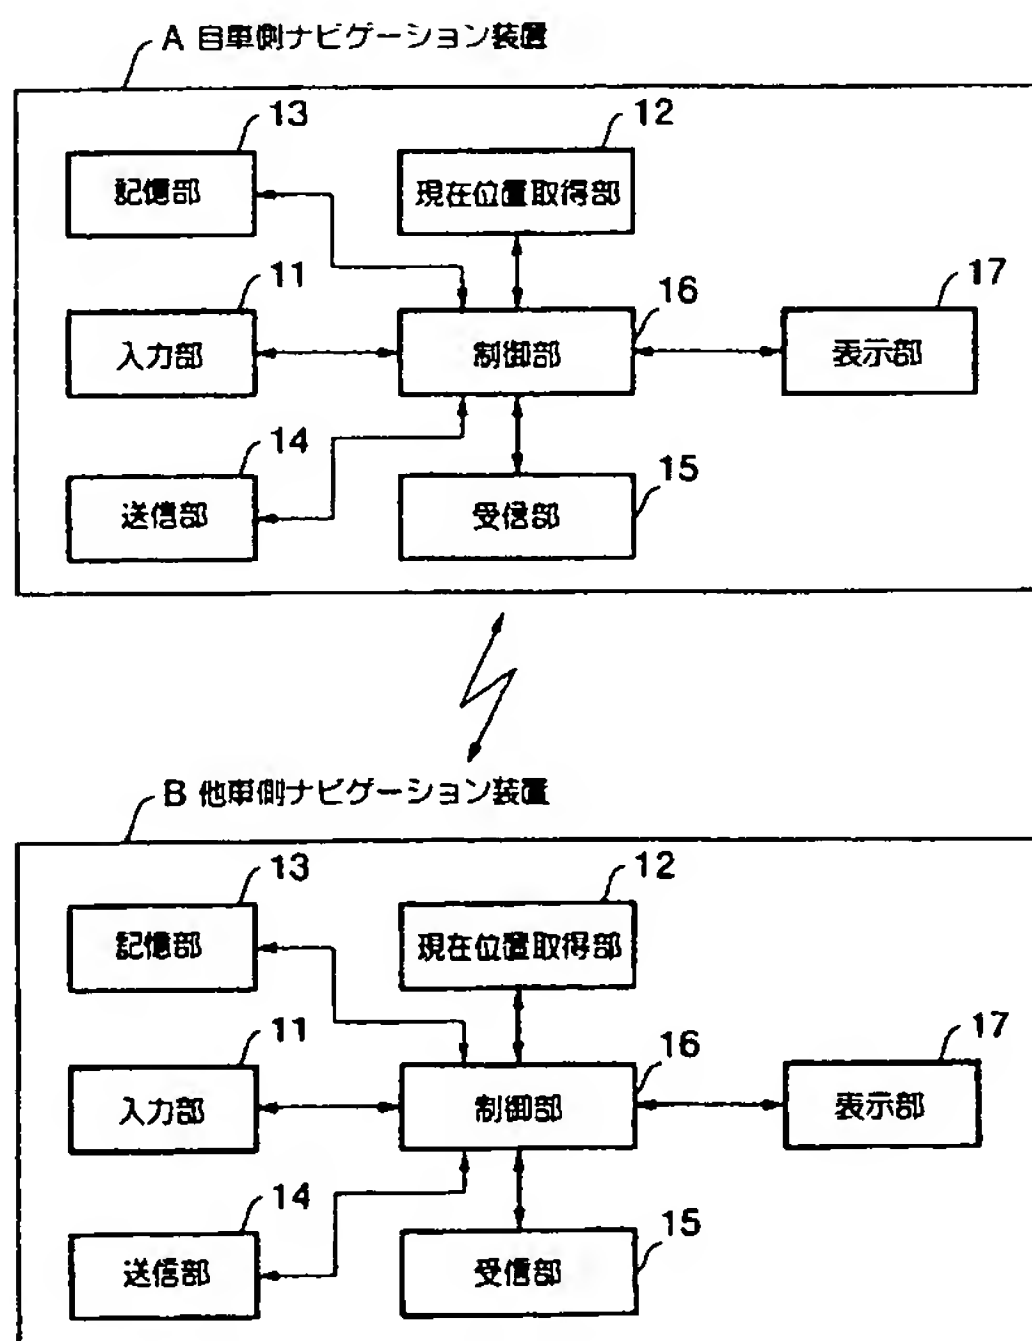 A 自車側ナビゲーション装置
13
12
記憶部
現在位置取得部
11
16
17
入力部
制御部
表示部
14
15
送信部
受信部
B 他車側ナビゲーション装置
13
12
記憶部
現在位置取得部
11
16
17
入力部
制御部
表示部
14
15
送信部
受信部